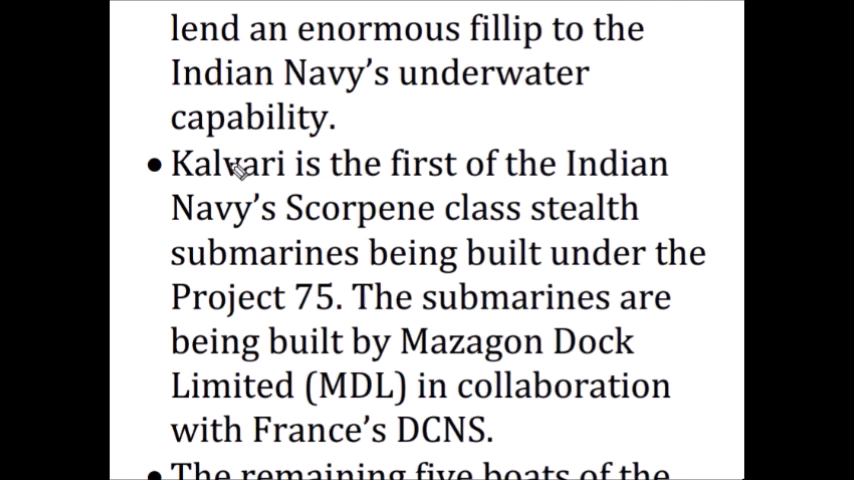 lend an enormous fillip to the
Indian Navy’s underwater
capability.
• Kalvari is the first of the Indian
Navy’s Scorpene class stealth
submarines being built under the
Project 75. The submarines are
being built by Mazagon Dock
Limited (MDL) in collaboration
with France’s DCNS.
• The remaining five boats of the